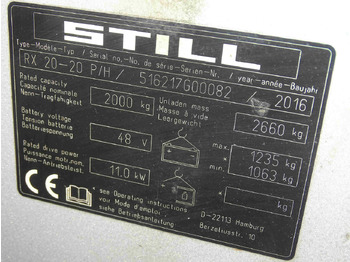 STILL
Type-Modèle-Typ / Serial no.-No. de série-Serien-Nr. / year-année-Baujahr
RX 20-20 P/H / 516217G00082 / 2016
Rated capacity
Capacité nominale
Nenn-Tragfähigkeit
2000 kg
Unladen mass
Masse à vide
Leergewicht
2660 kg
Battery voltage
Tension batterie
Batteriespannung
48 V
max.
1235 kg
min.
1063 kg
Rated drive power
Puissance motr.nom.
Nenn-Antriebsleist.
11.0 kW
+
=
kg
CE
see Operating instructions
voir Mode d'emploi
siehe Betriebsanleitung
D-22113 Hamburg
Berzeliusstr. 10